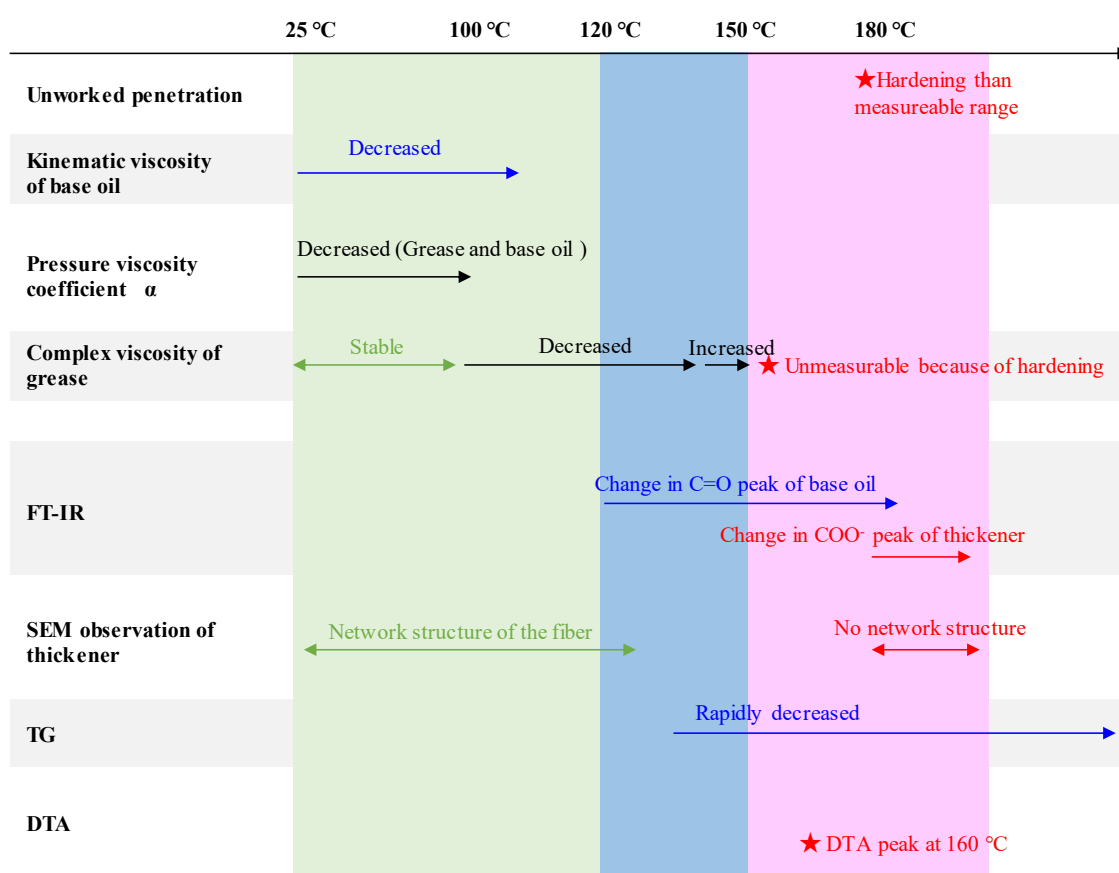 25 ℃ 100 ℃ 120 ℃ 150 ℃ 180 ℃
Unworked penetration
★Hardening than
measureable range
Kinematic viscosity
of base oil
Decreased
Pressure viscosity
coefficient α
Decreased (Grease and base oil )
Complex viscosity of
grease
Stable
Decreased
Increased
★ Unmeasurable because of hardening
FT-IR
Change in C=O peak of base oil
Change in COO- peak of thickener
SEM observation of
thickener
Network structure of the fiber
No network structure
TG
Rapidly decreased
DTA
★ DTA peak at 160 ℃